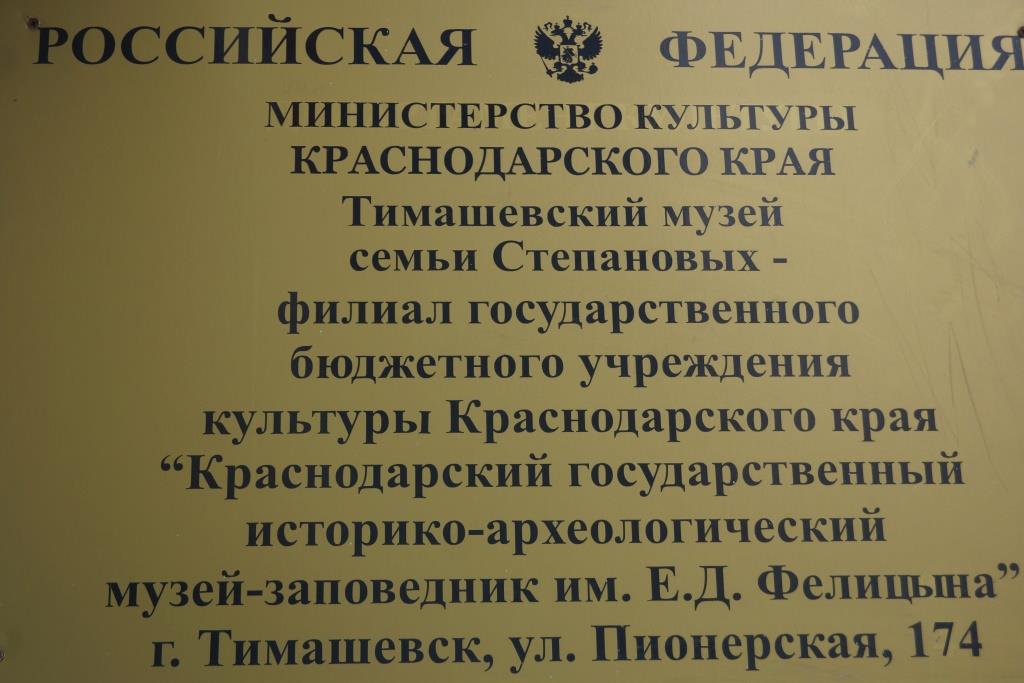 РОССИЙСКАЯ ФЕДЕРАЦИЯ
МИНИСТЕРСТВО КУЛЬТУРЫ
КРАСНОДАРСКОГО КРАЯ
Тимашевский музей
семьи Степановых -
филиал государственного
бюджетного учреждения
культуры Краснодарского края
“Краснодарский государственный
историко-археологический
музей-заповедник им. Е.Д. Фелицына”
г. Тимашевск, ул. Пионерская, 174